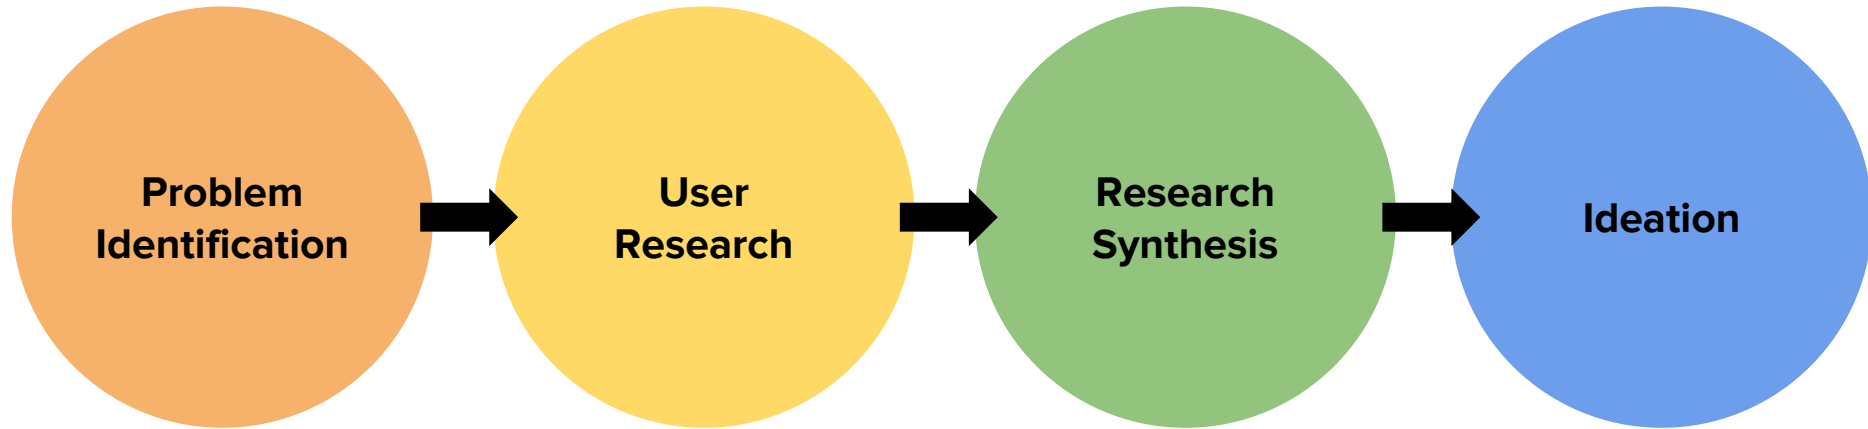 Problem
Identification
User
Research
Research
Synthesis
Ideation